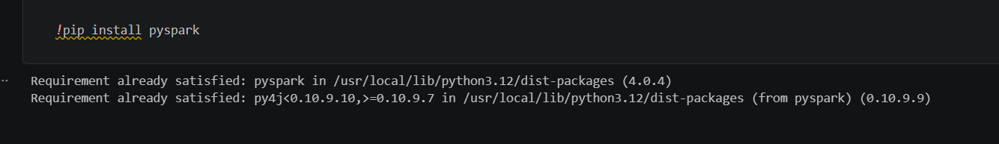 !pip install pyspark
Requirement already satisfied: pyspark in /usr/local/lib/python3.12/dist-packages (4.0.4)
Requirement already satisfied: py4j<0.10.9.10,>=0.10.9.7 in /usr/local/lib/python3.12/dist-packages (from pyspark) (0.10.9.9)